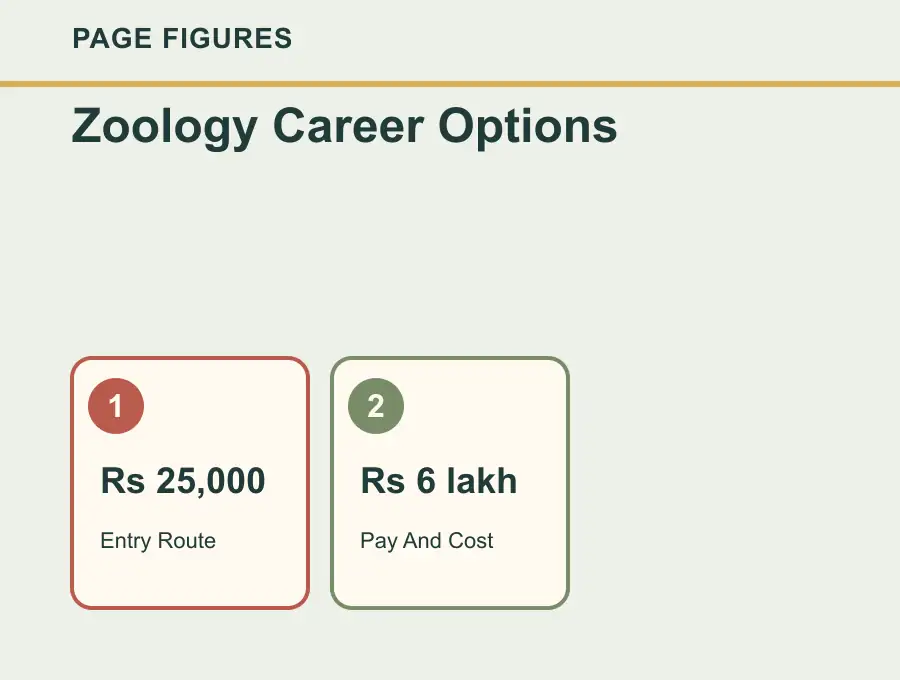 PAGE FIGURES
Zoology Career Options
1
Rs 25,000
Entry Route
2
Rs 6 lakh
Pay And Cost